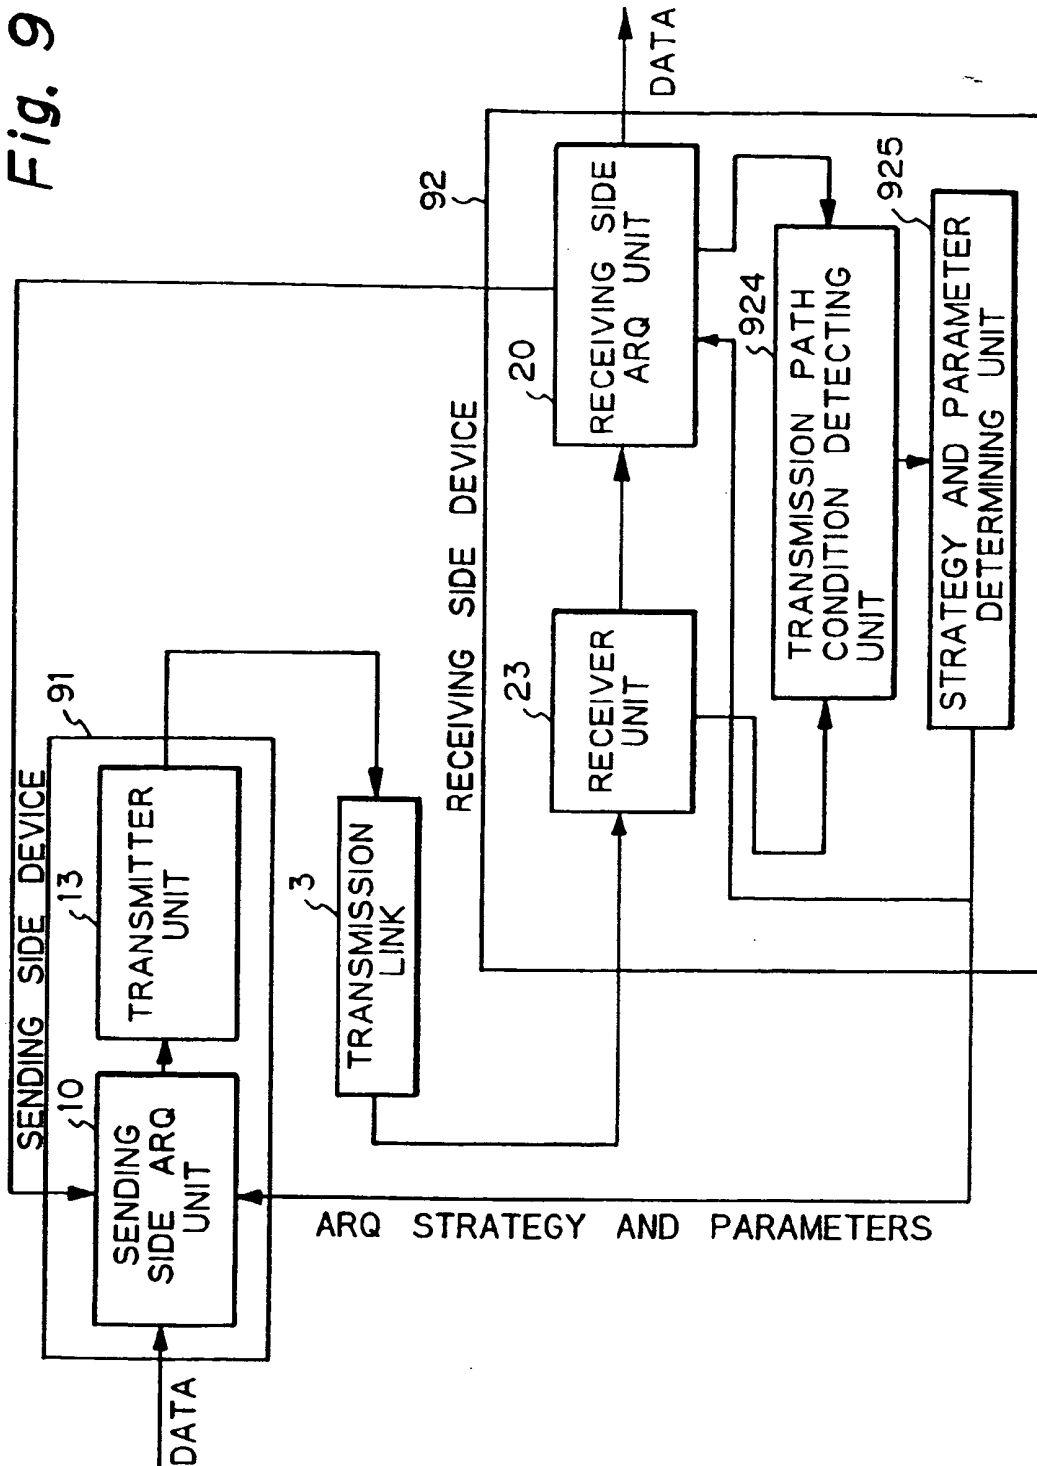 Fig. 9
SENDING SIDE DEVICE
91
10
SENDING
SIDE ARQ
UNIT
13
TRANSMITTER
UNIT
DATA
3
TRANSMISSION
LINK
ARQ STRATEGY AND PARAMETERS
RECEIVING SIDE DEVICE
92
23
RECEIVER
UNIT
20
RECEIVING SIDE
ARQ UNIT
DATA
924
TRANSMISSION PATH
CONDITION DETECTING
UNIT
925
STRATEGY AND PARAMETER
DETERMINING UNIT